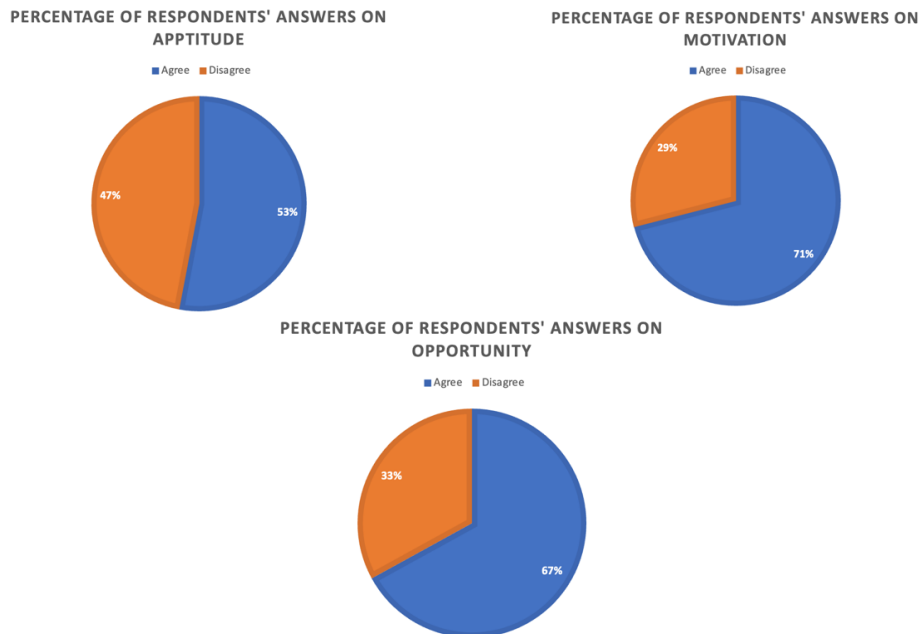 PERCENTAGE OF RESPONDENTS' ANSWERS ON
APPTITUDE
Agree Disagree
47%
53%
PERCENTAGE OF RESPONDENTS' ANSWERS ON
MOTIVATION
Agree Disagree
29%
71%
PERCENTAGE OF RESPONDENTS' ANSWERS ON
OPPORTUNITY
Agree Disagree
33%
67%